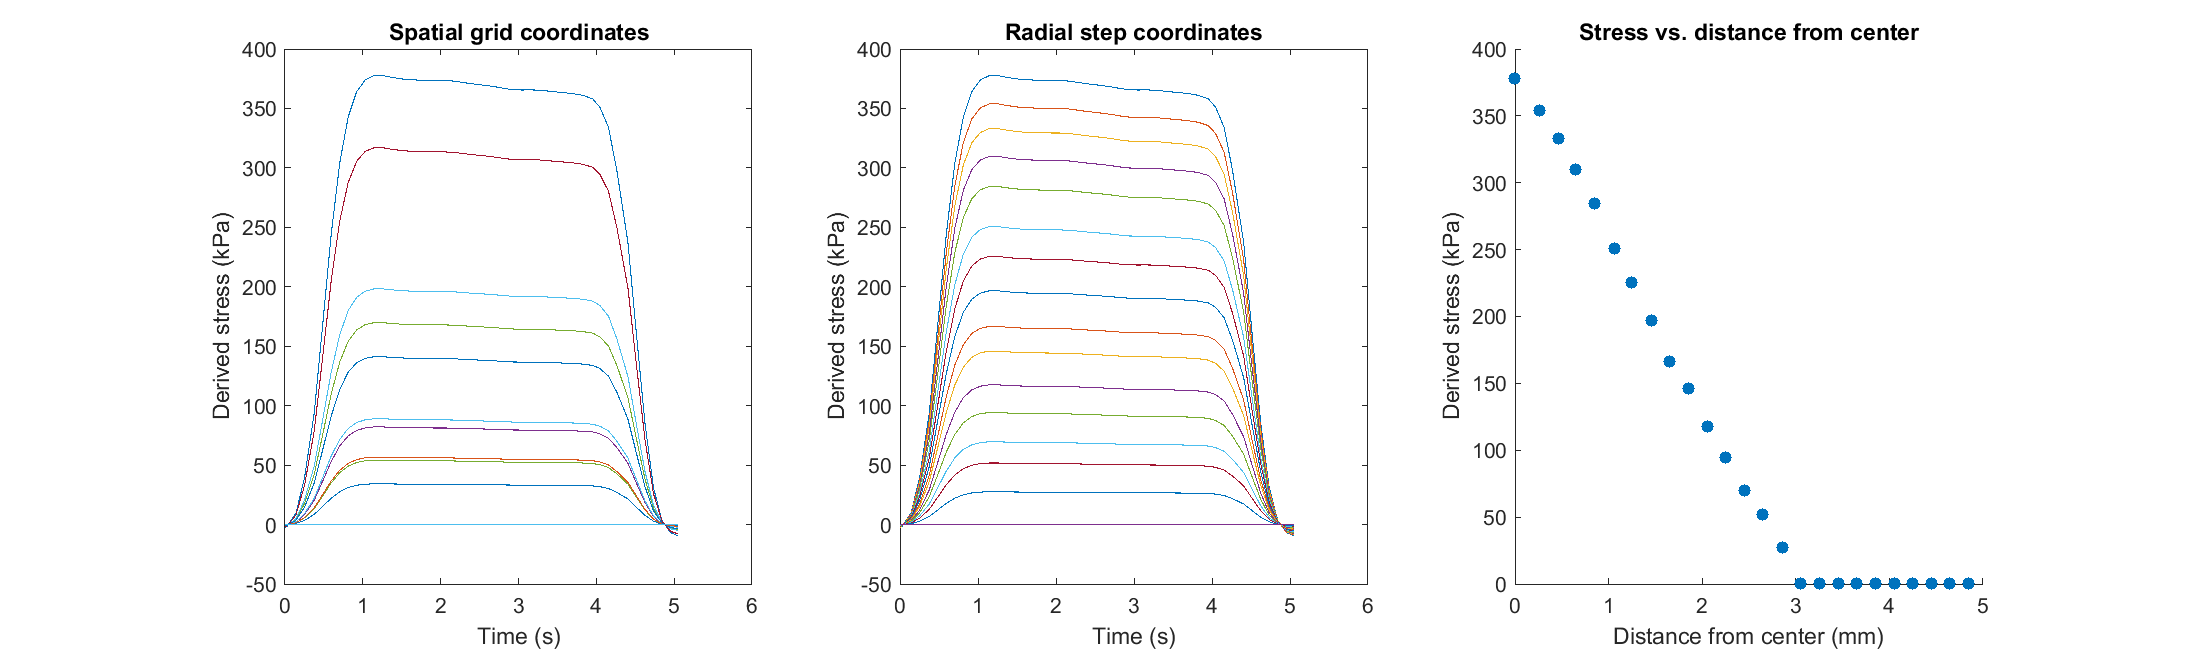 Spatial grid coordinates
400
350
300
250
200
150
100
50
0
-50
Derived stress (kPa)
0 1 2 3 4 5 6
Time (s)
Radial step coordinates
400
350
300
250
200
150
100
50
0
-50
Derived stress (kPa)
0 1 2 3 4 5 6
Time (s)
Stress vs. distance from center
400
350
300
250
200
150
100
50
0
Derived stress (kPa)
0 1 2 3 4 5
Distance from center (mm)